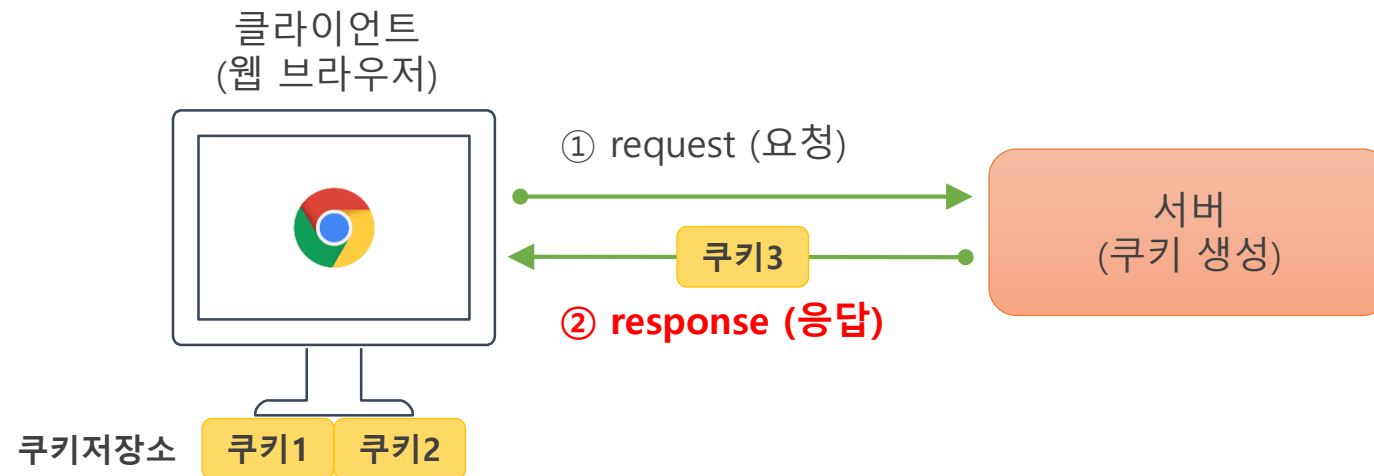 클라이언트
(웹 브라우저)
① request (요청)
서버
(쿠키 생성)
쿠키3
② response (응답)
쿠키저장소
쿠키1
쿠키2